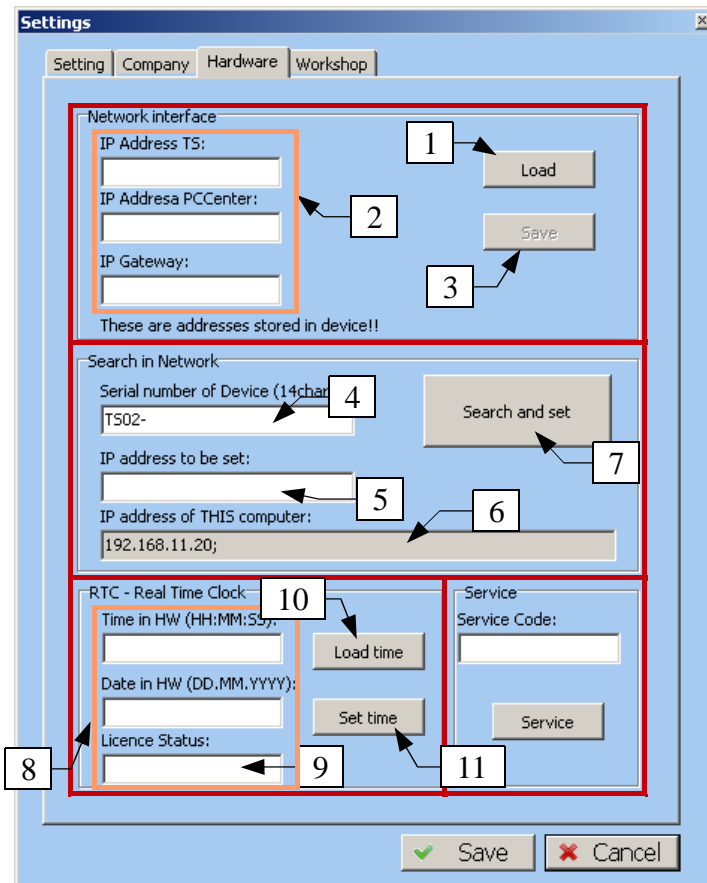 Settings
Setting Company Hardware Workshop
Network interface
IP Address TS:
1
Load
IP Addresa PCCenter:
2
Save
IP Gateway:
3
These are addresses stored in device!!
Search in Network
Serial number of Device (14char
4
TS02-
Search and set
7
IP address to be set:
5
IP address of THIS computer:
6
192.168.11.20;
RTC - Real Time Clock
10
Service
Time in HW (HH:MM:SS):
Service Code:
Load time
Date in HW (DD.MM.YYYY):
Set time
Service
Licence Status:
8
9
11
Save
Cancel